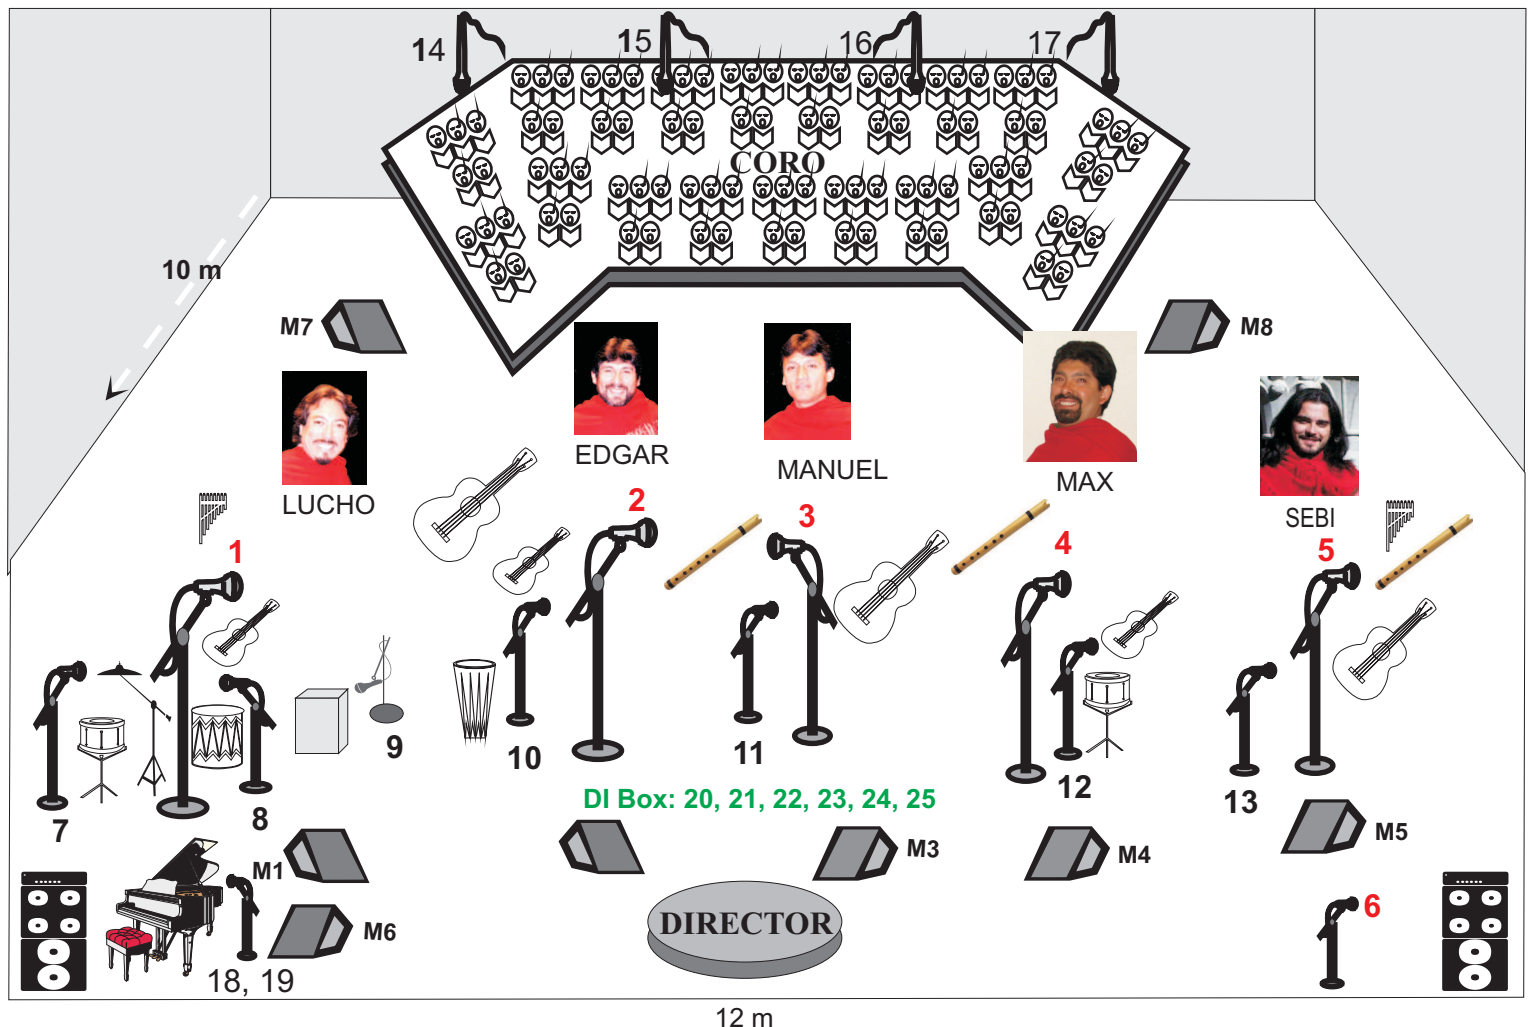 14
15
16
17
CORO
10 m
M7
M8
LUCHO
EDGAR
MANUEL
MAX
SEBI
1
2
3
4
5
7
8
9
10
11
12
13
DI Box: 20, 21, 22, 23, 24, 25
M1
M3
M4
M5
M6
DIRECTOR
6
18, 19
12 m